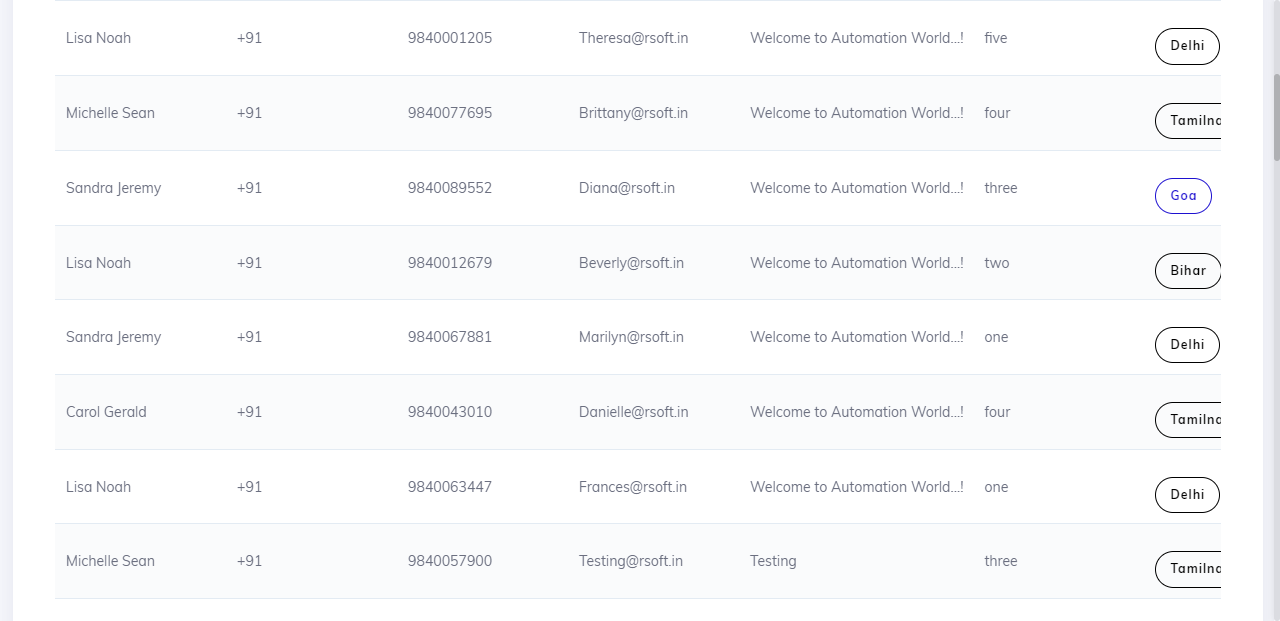 Lisa Noah +91 9840001205 Theresa@rsoft.in Welcome to Automation World...! five Delhi
Michelle Sean +91 9840077695 Brittany@rsoft.in Welcome to Automation World...! four Tamilna
Sandra Jeremy +91 9840089552 Diana@rsoft.in Welcome to Automation World...! three Goa
Lisa Noah +91 9840012679 Beverly@rsoft.in Welcome to Automation World...! two Bihar
Sandra Jeremy +91 9840067881 Marilyn@rsoft.in Welcome to Automation World...! one Delhi
Carol Gerald +91 9840043010 Danielle@rsoft.in Welcome to Automation World...! four Tamilna
Lisa Noah +91 9840063447 Frances@rsoft.in Welcome to Automation World...! one Delhi
Michelle Sean +91 9840057900 Testing@rsoft.in Testing three Tamilna